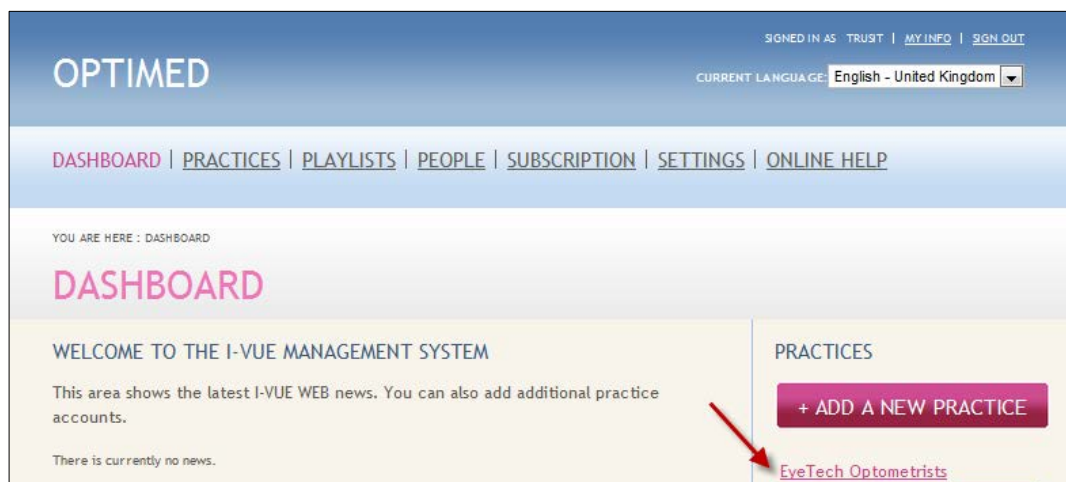 SIGNED IN AS TRUST | MY INFO | SIGN OUT
OPTIMED
CURRENT LANGUAGE: English - United Kingdom
DASHBOARD | PRACTICES | PLAYLISTS | PEOPLE | SUBSCRIPTION | SETTINGS | ONLINE HELP
YOU ARE HERE : DASHBOARD
DASHBOARD
WELCOME TO THE I-VUE MANAGEMENT SYSTEM
This area shows the latest I-VUE WEB news. You can also add additional practice
accounts.
There is currently no news.
PRACTICES
+ ADD A NEW PRACTICE
EyeTech Optometrists